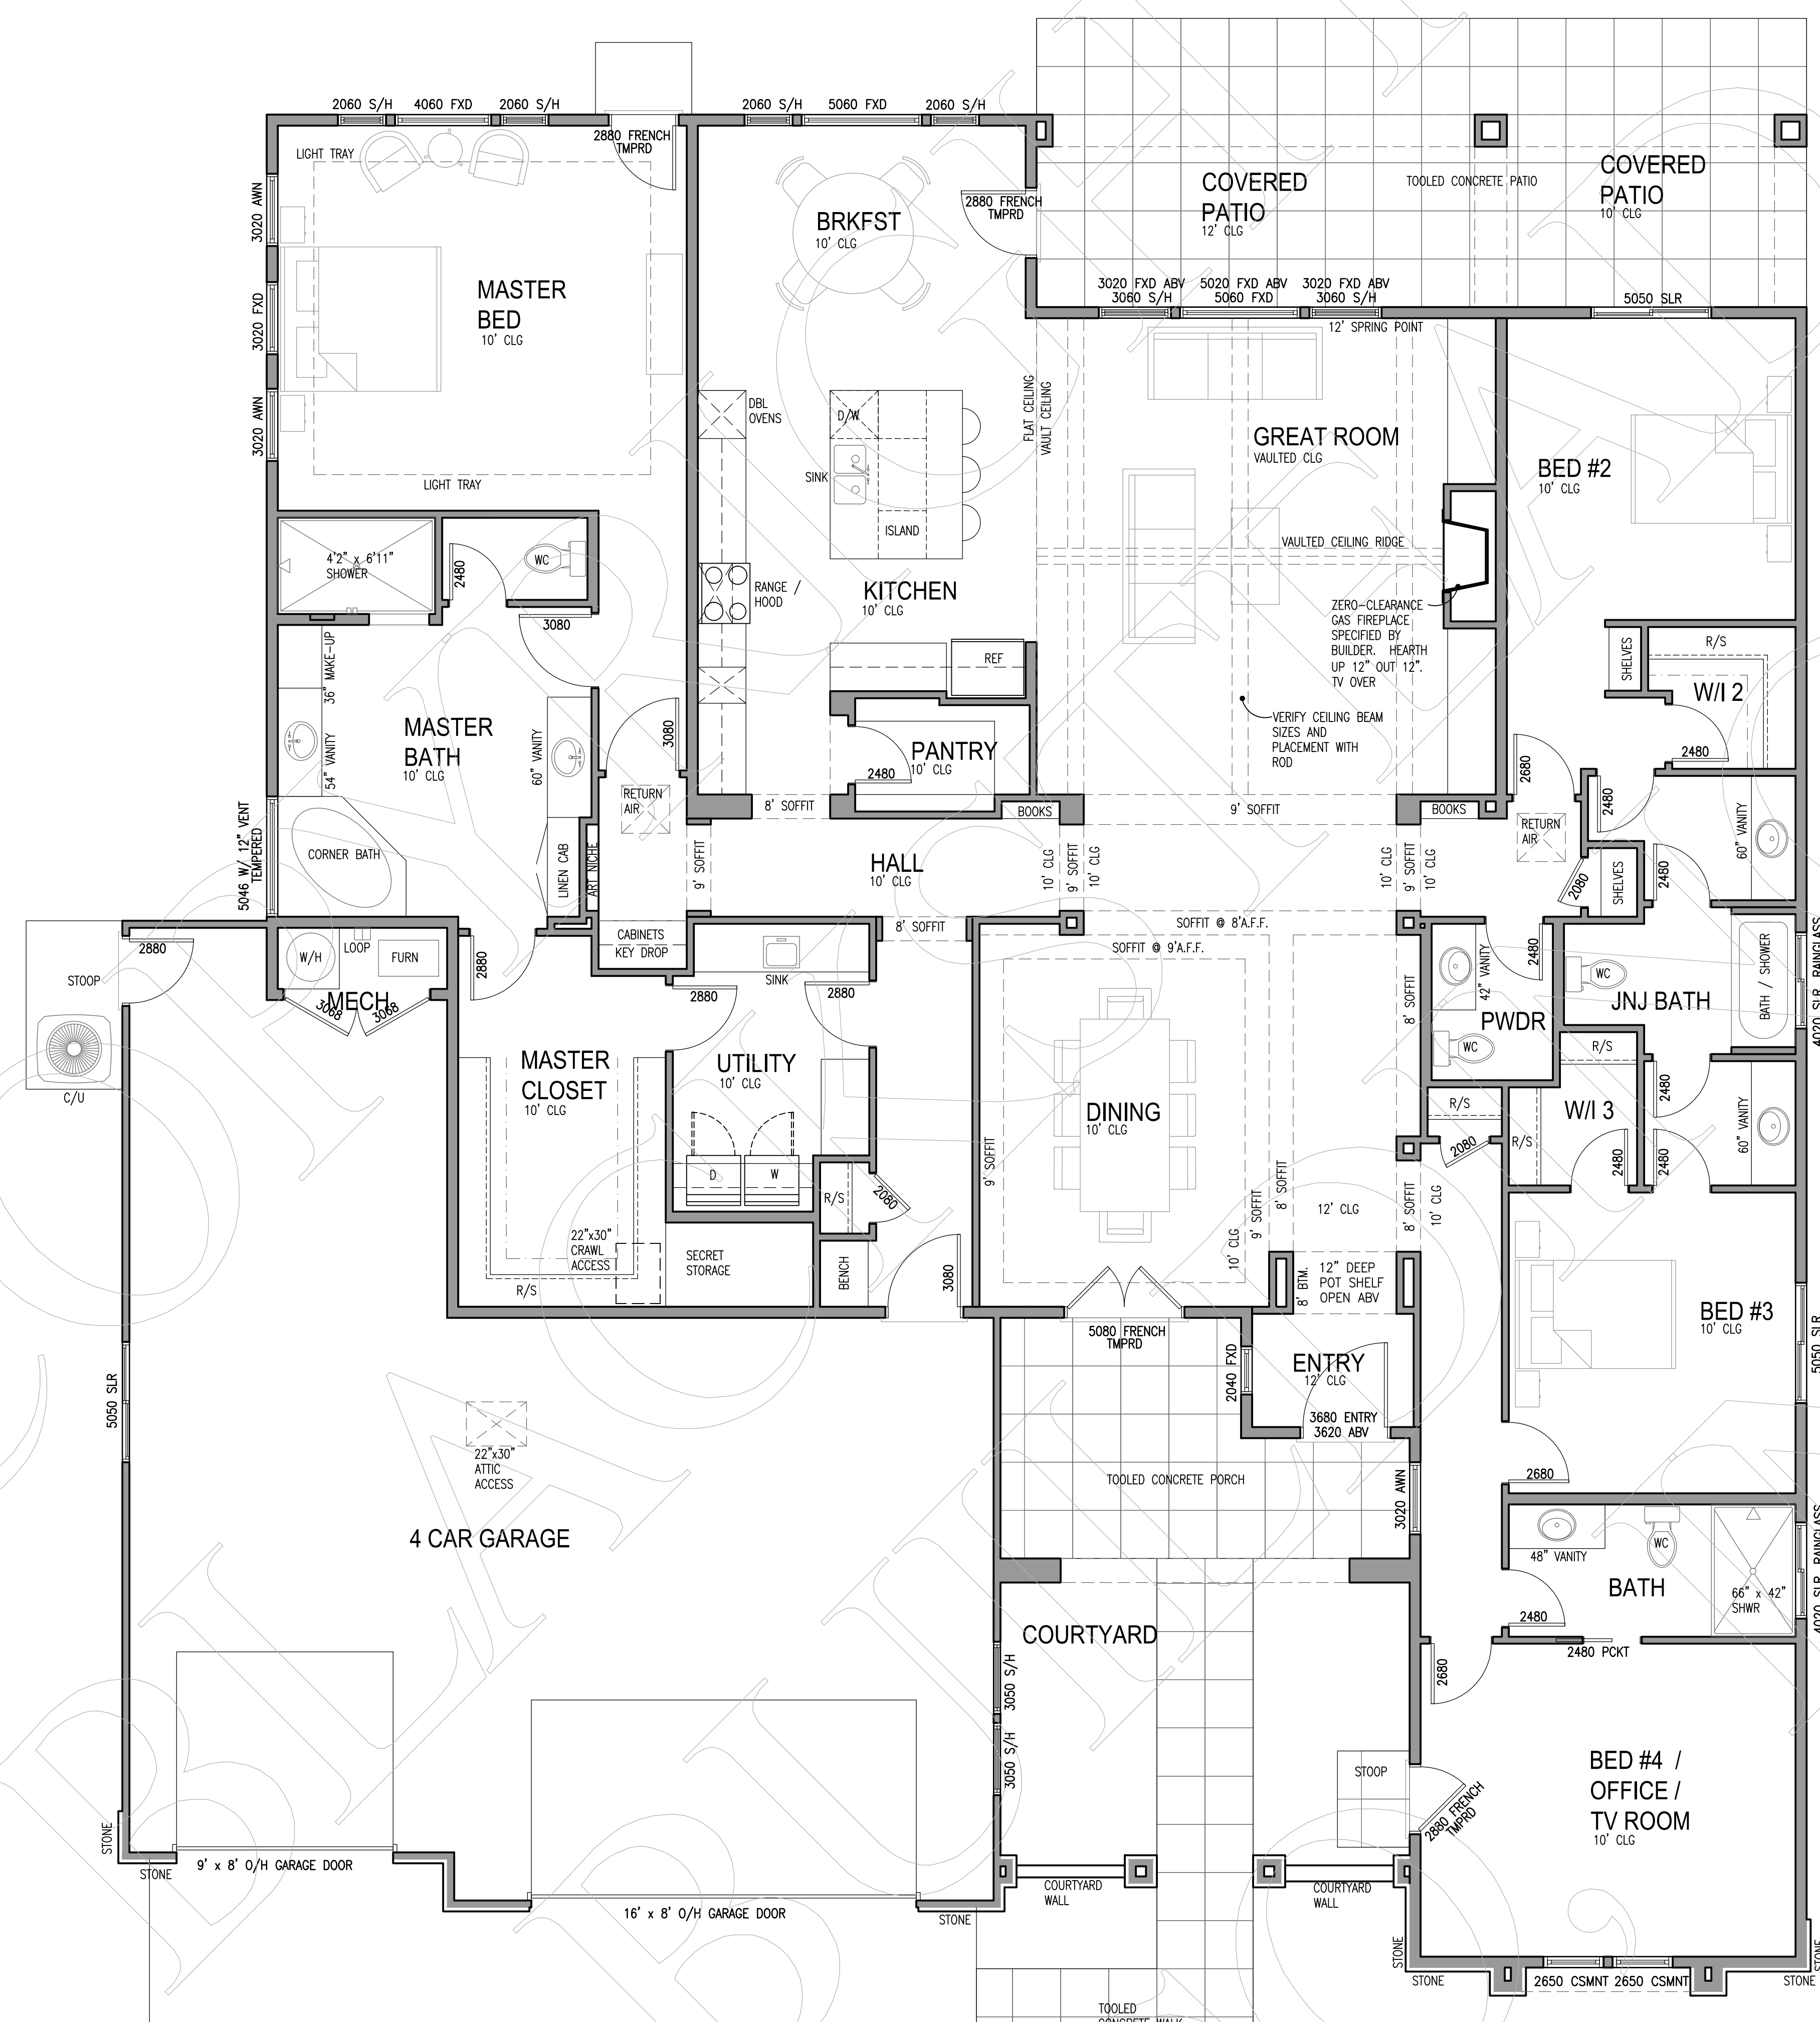 2060 S/H
4060 FXD
2060 S/H
2880 FRENCH
TMPRD
2060 S/H
5060 FXD
2060 S/H
LIGHT TRAY
3020 AWN
3020 FXD
3020 AWN
MASTER
BED
10' CLG
LIGHT TRAY
BRKFST
10' CLG
2880 FRENCH
TMPRD
COVERED
PATIO
12' CLG
TOOLED CONCRETE PATIO
COVERED
PATIO
10' CLG
3020 FXD ABV
3060 S/H
5020 FXD ABV
5060 FXD
3020 FXD ABV
3060 S/H
12' SPRING POINT
5050 SLR
DBL
OVENS
D/W
SINK
ISLAND
FLAT CEILING
VAULT CEILING
GREAT ROOM
VAULTED CLG
BED #2
10' CLG
4'2" x 6'11"
SHOWER
WC
2480
3080
RANGE /
HOOD
KITCHEN
10' CLG
VAULTED CEILING RIDGE
ZERO-CLEARANCE
GAS FIREPLACE
SPECIFIED BY
BUILDER. HEARTH
UP 12" OUT 12".
TV OVER
REF
SHELVES
R/S
W/I 2
2480
36" MAKE-UP
54" VANITY
MASTER
BATH
10' CLG
60" VANITY
3080
PANTRY
10' CLG
2480
VERIFY CEILING BEAM
SIZES AND
PLACEMENT WITH
ROD
2680
2480
60" VANITY
5046 W/ 12" VENT
TEMPERED
CORNER BATH
LINEN CAB
ART NICHE
RETURN
AIR
8' SOFFIT
BOOKS
9' SOFFIT
BOOKS
RETURN
AIR
9' SOFFIT
HALL
10' CLG
10' CLG
9' SOFFIT
10' CLG
10' CLG
9' SOFFIT
10' CLG
2080
SHELVES
2480
2880
STOOP
C/U
W/H
LOOP
FURN
MECH
3068
3068
2880
CABINETS
KEY DROP
8' SOFFIT
SINK
2880
2880
SOFFIT @ 8'A.F.F.
SOFFIT @ 9'A.F.F.
8' SOFFIT
42" VANITY
2480
WC
PWDR
WC
JNJ BATH
BATH / SHOWER
4020 SLR RAINGLASS
MASTER
CLOSET
10' CLG
UTILITY
10' CLG
D
W
R/S
2080
DINING
10' CLG
9' SOFFIT
R/S
2080
R/S
R/S
W/I 3
2480
2480
2480
60" VANITY
22"x30"
CRAWL
ACCESS
SECRET
STORAGE
R/S
BENCH
3080
10' CLG
9' SOFFIT
8' SOFFIT
12' CLG
8' SOFFIT
10' CLG
8' BTM.
12" DEEP
POT SHELF
OPEN ABV
BED #3
10' CLG
5050 SLR
5050 SLR
5080 FRENCH
TMPRD
2040 FXD
ENTRY
12' CLG
3680 ENTRY
3620 ABV
22"x30"
ATTIC
ACCESS
TOOLED CONCRETE PORCH
3020 AWN
2680
4 CAR GARAGE
48" VANITY
WC
BATH
66" x 42"
SHWR
4020 SLR RAINGLASS
2480
2480 PCKT
COURTYARD
3050 S/H
3050 S/H
2680
STOOP
2880 FRENCH
TMPRD
BED #4 /
OFFICE /
TV ROOM
10' CLG
STONE
STONE
9' x 8' O/H GARAGE DOOR
16' x 8' O/H GARAGE DOOR
STONE
COURTYARD
WALL
COURTYARD
WALL
STONE
STONE
2650 CSMNT
2650 CSMNT
STONE
STONE
TOOLED
CONCRETE WALK